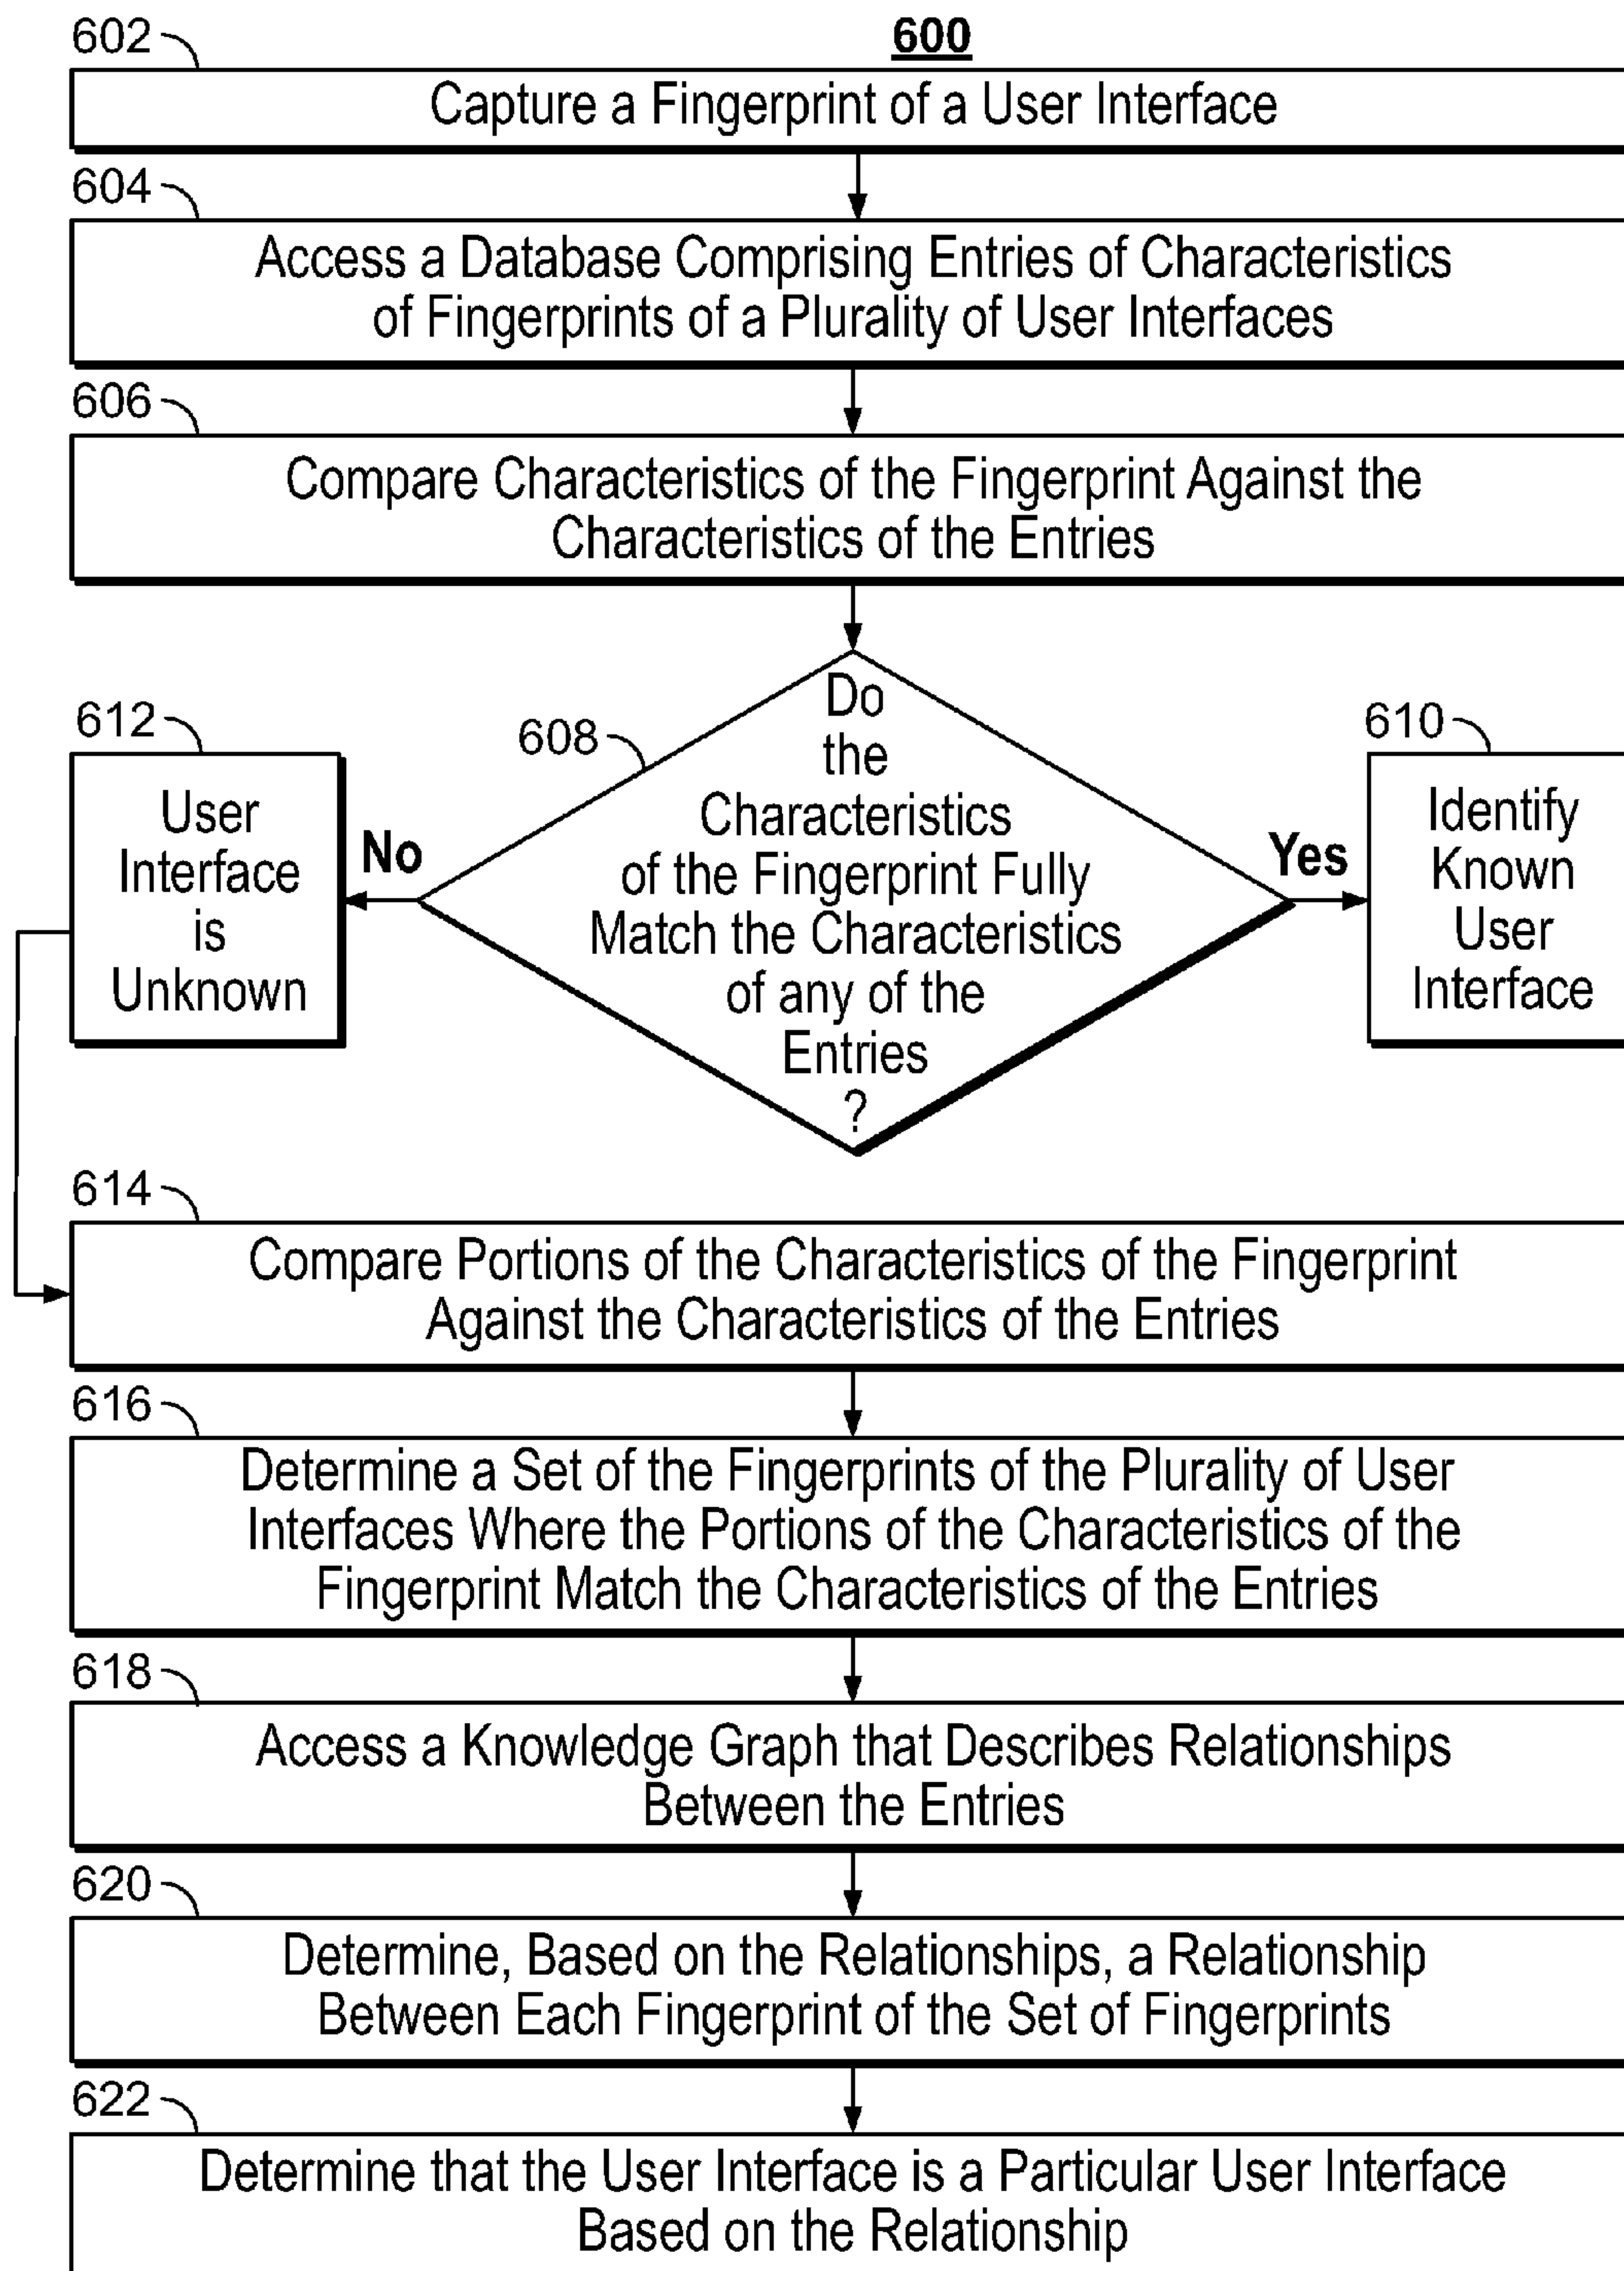 600
602
Capture a Fingerprint of a User Interface
604
Access a Database Comprising Entries of Characteristics
of Fingerprints of a Plurality of User Interfaces
606
Compare Characteristics of the Fingerprint Against the
Characteristics of the Entries
608
Do
the
Characteristics
of the Fingerprint Fully
Match the Characteristics
of any of the
Entries
?
No
Yes
612
User
Interface
is
Unknown
610
Identify
Known
User
Interface
614
Compare Portions of the Characteristics of the Fingerprint
Against the Characteristics of the Entries
616
Determine a Set of the Fingerprints of the Plurality of User
Interfaces Where the Portions of the Characteristics of the
Fingerprint Match the Characteristics of the Entries
618
Access a Knowledge Graph that Describes Relationships
Between the Entries
620
Determine, Based on the Relationships, a Relationship
Between Each Fingerprint of the Set of Fingerprints
622
Determine that the User Interface is a Particular User Interface
Based on the Relationship